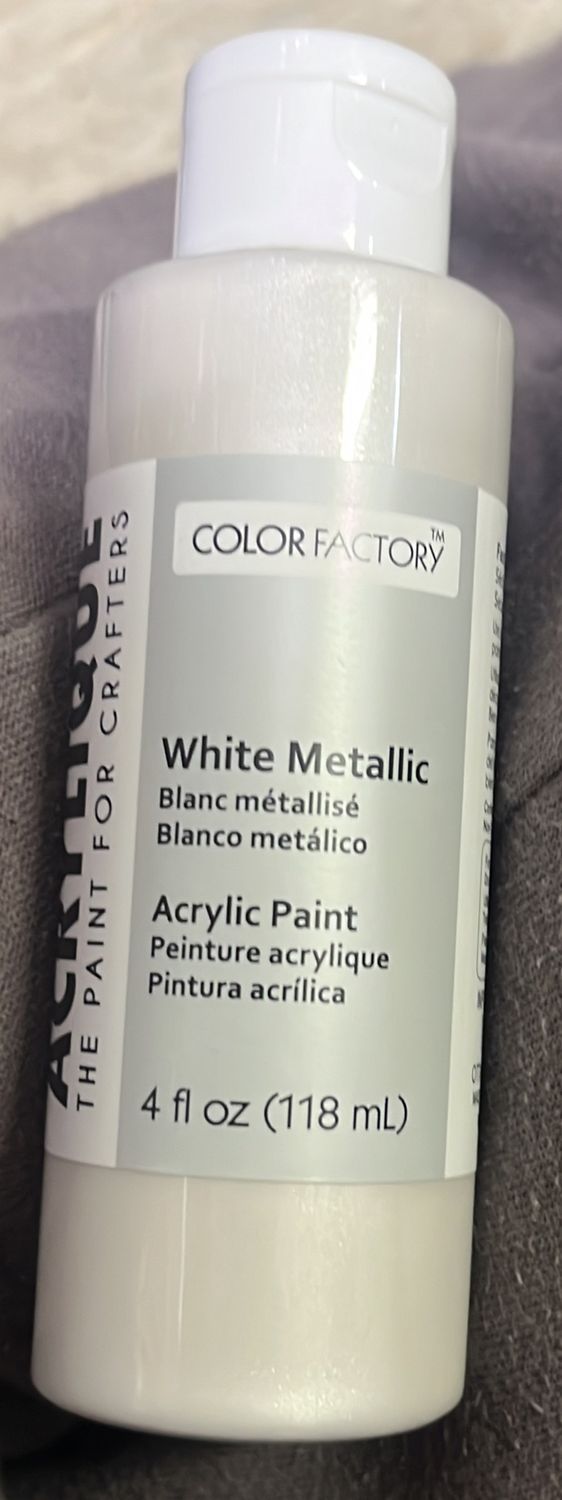 COLOR FACTORY™
White Metallic
Blanc métallisé
Blanco metálico
Acrylic Paint
Peinture acrylique
Pintura acrílica
4 fl oz (118 mL)
ACRYLIQUE
THE PAINT FOR CRAFTERS